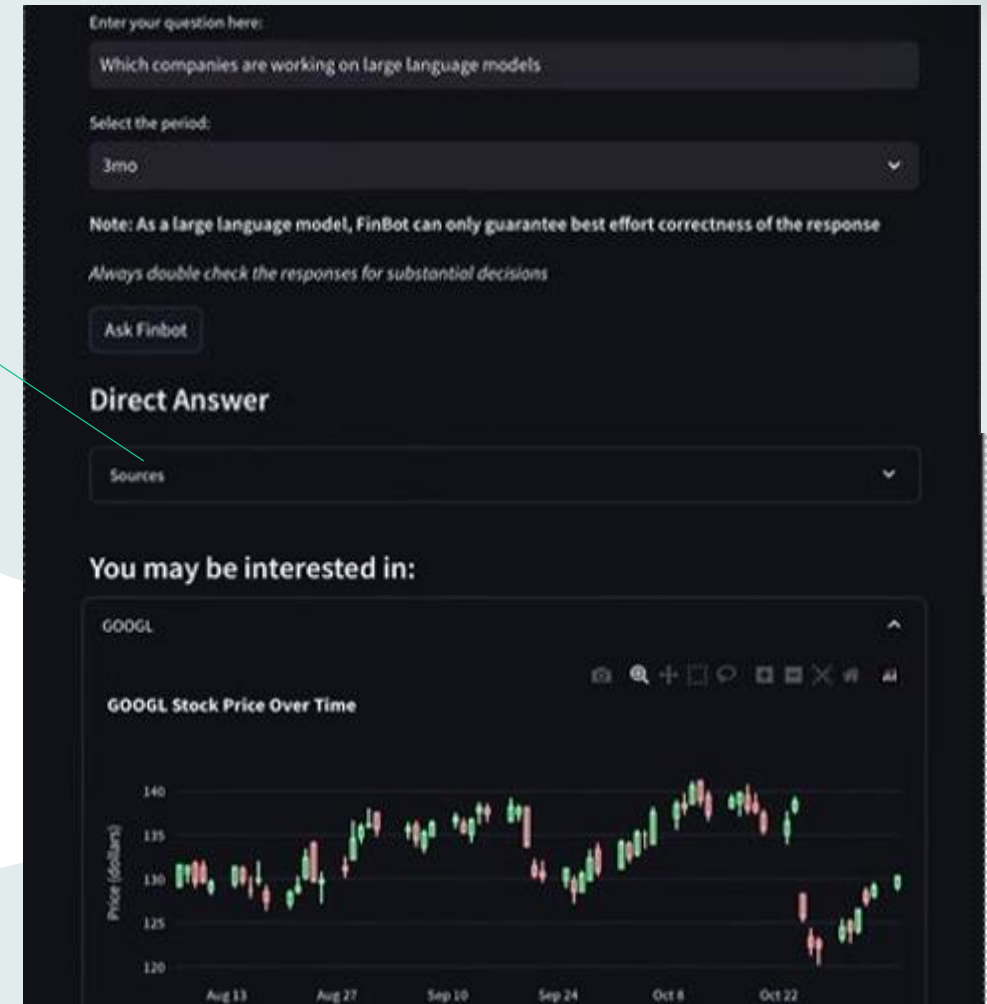 Enter your question here:
Which companies are working on large language models
Select the period:
3mo
Note: As a large language model, FinBot can only guarantee best effort correctness of the response
Always double check the responses for substantial decisions
Ask Finbot
Direct Answer
Sources
You may be interested in:
GOOGL
GOOGL Stock Price Over Time
140
135
130
125
120
Price (dollars)
Aug 13 Aug 27 Sep 10 Sep 24 Oct 8 Oct 22